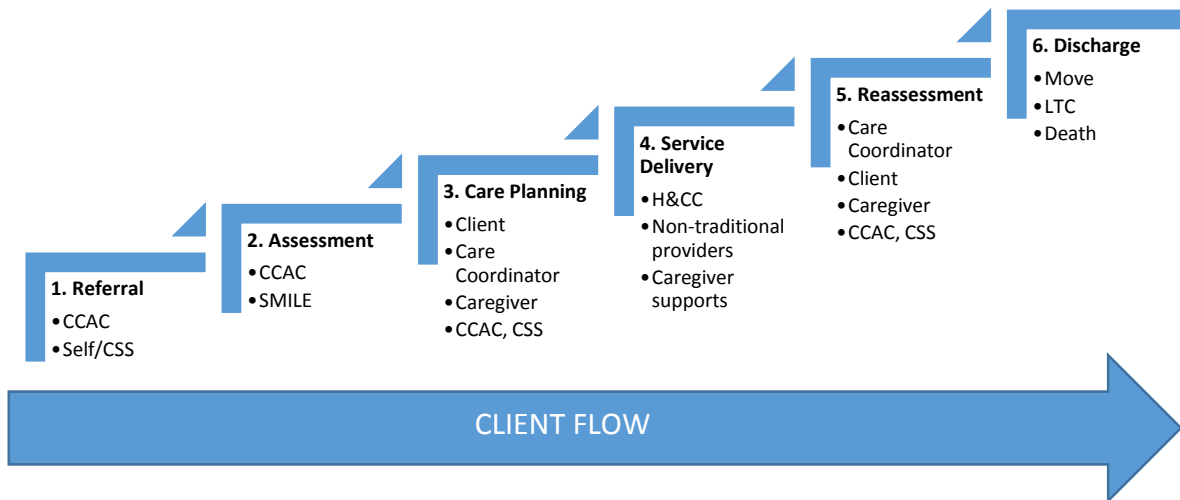 1. Referral
•CCAC
•Self/CSS
2. Assessment
•CCAC
•SMILE
3. Care Planning
•Client
•Care
Coordinator
•Caregiver
•CCAC, CSS
4. Service
Delivery
•H&CC
•Non-traditional
providers
•Caregiver
supports
5. Reassessment
•Care
Coordinator
•Client
•Caregiver
•CCAC, CSS
6. Discharge
•Move
•LTC
•Death
CLIENT FLOW